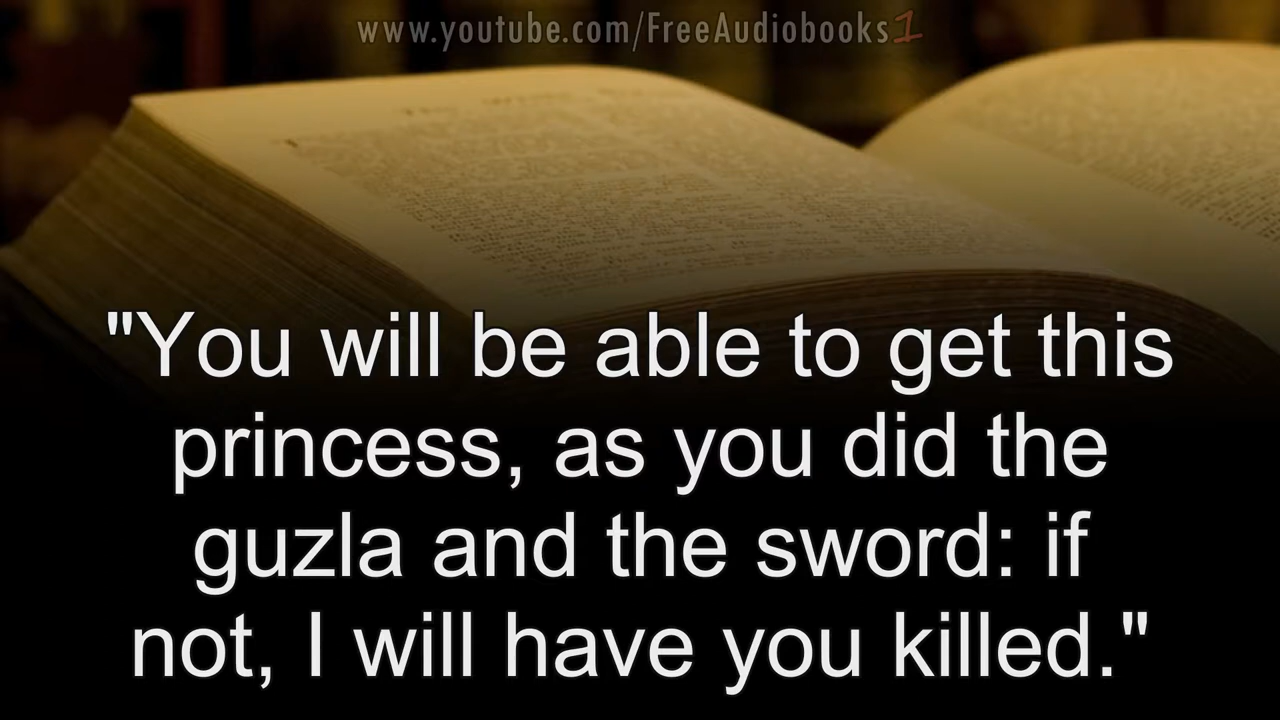 www.youtube.com/FreeAudiobooks1
"You will be able to get this
princess, as you did the
guzla and the sword: if
not, I will have you killed."